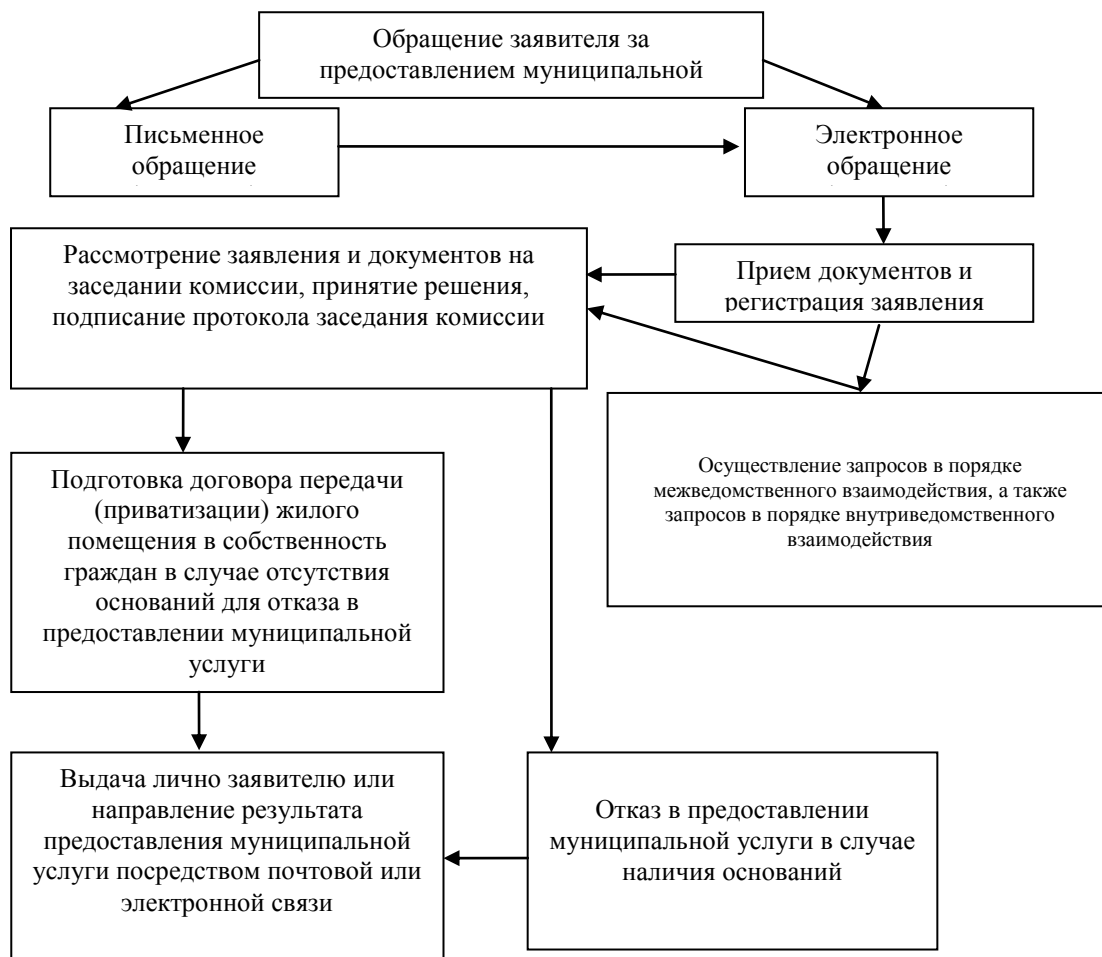 Обращение заявителя за
предоставлением муниципальной
Письменное
обращение
Электронное
обращение
Рассмотрение заявления и документов на
заседании комиссии, принятие решения,
подписание протокола заседания комиссии
Прием документов и
регистрация заявления
Осуществление запросов в порядке
межведомственного взаимодействия, а также
запросов в порядке внутриведомственного
взаимодействия
Подготовка договора передачи
(приватизации) жилого
помещения в собственность
граждан в случае отсутствия
оснований для отказа в
предоставлении муниципальной
услуги
Выдача лично заявителю или
направление результата
предоставления муниципальной
услуги посредством почтовой или
электронной связи
Отказ в предоставлении
муниципальной услуги в случае
наличия оснований